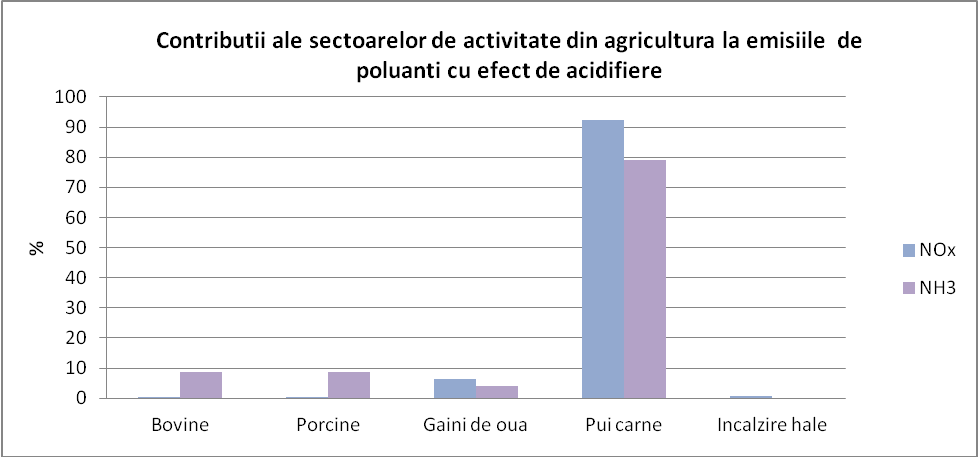 Contributii ale sectoarelor de activitate din agricultura la emisiile de
poluanti cu efect de acidifiere
100
90
80
70
60
50
40
30
20
10
0
%
Bovine
Porcine
Gaini de oua
Pui carne
Incalzire hale
NOx
NH3